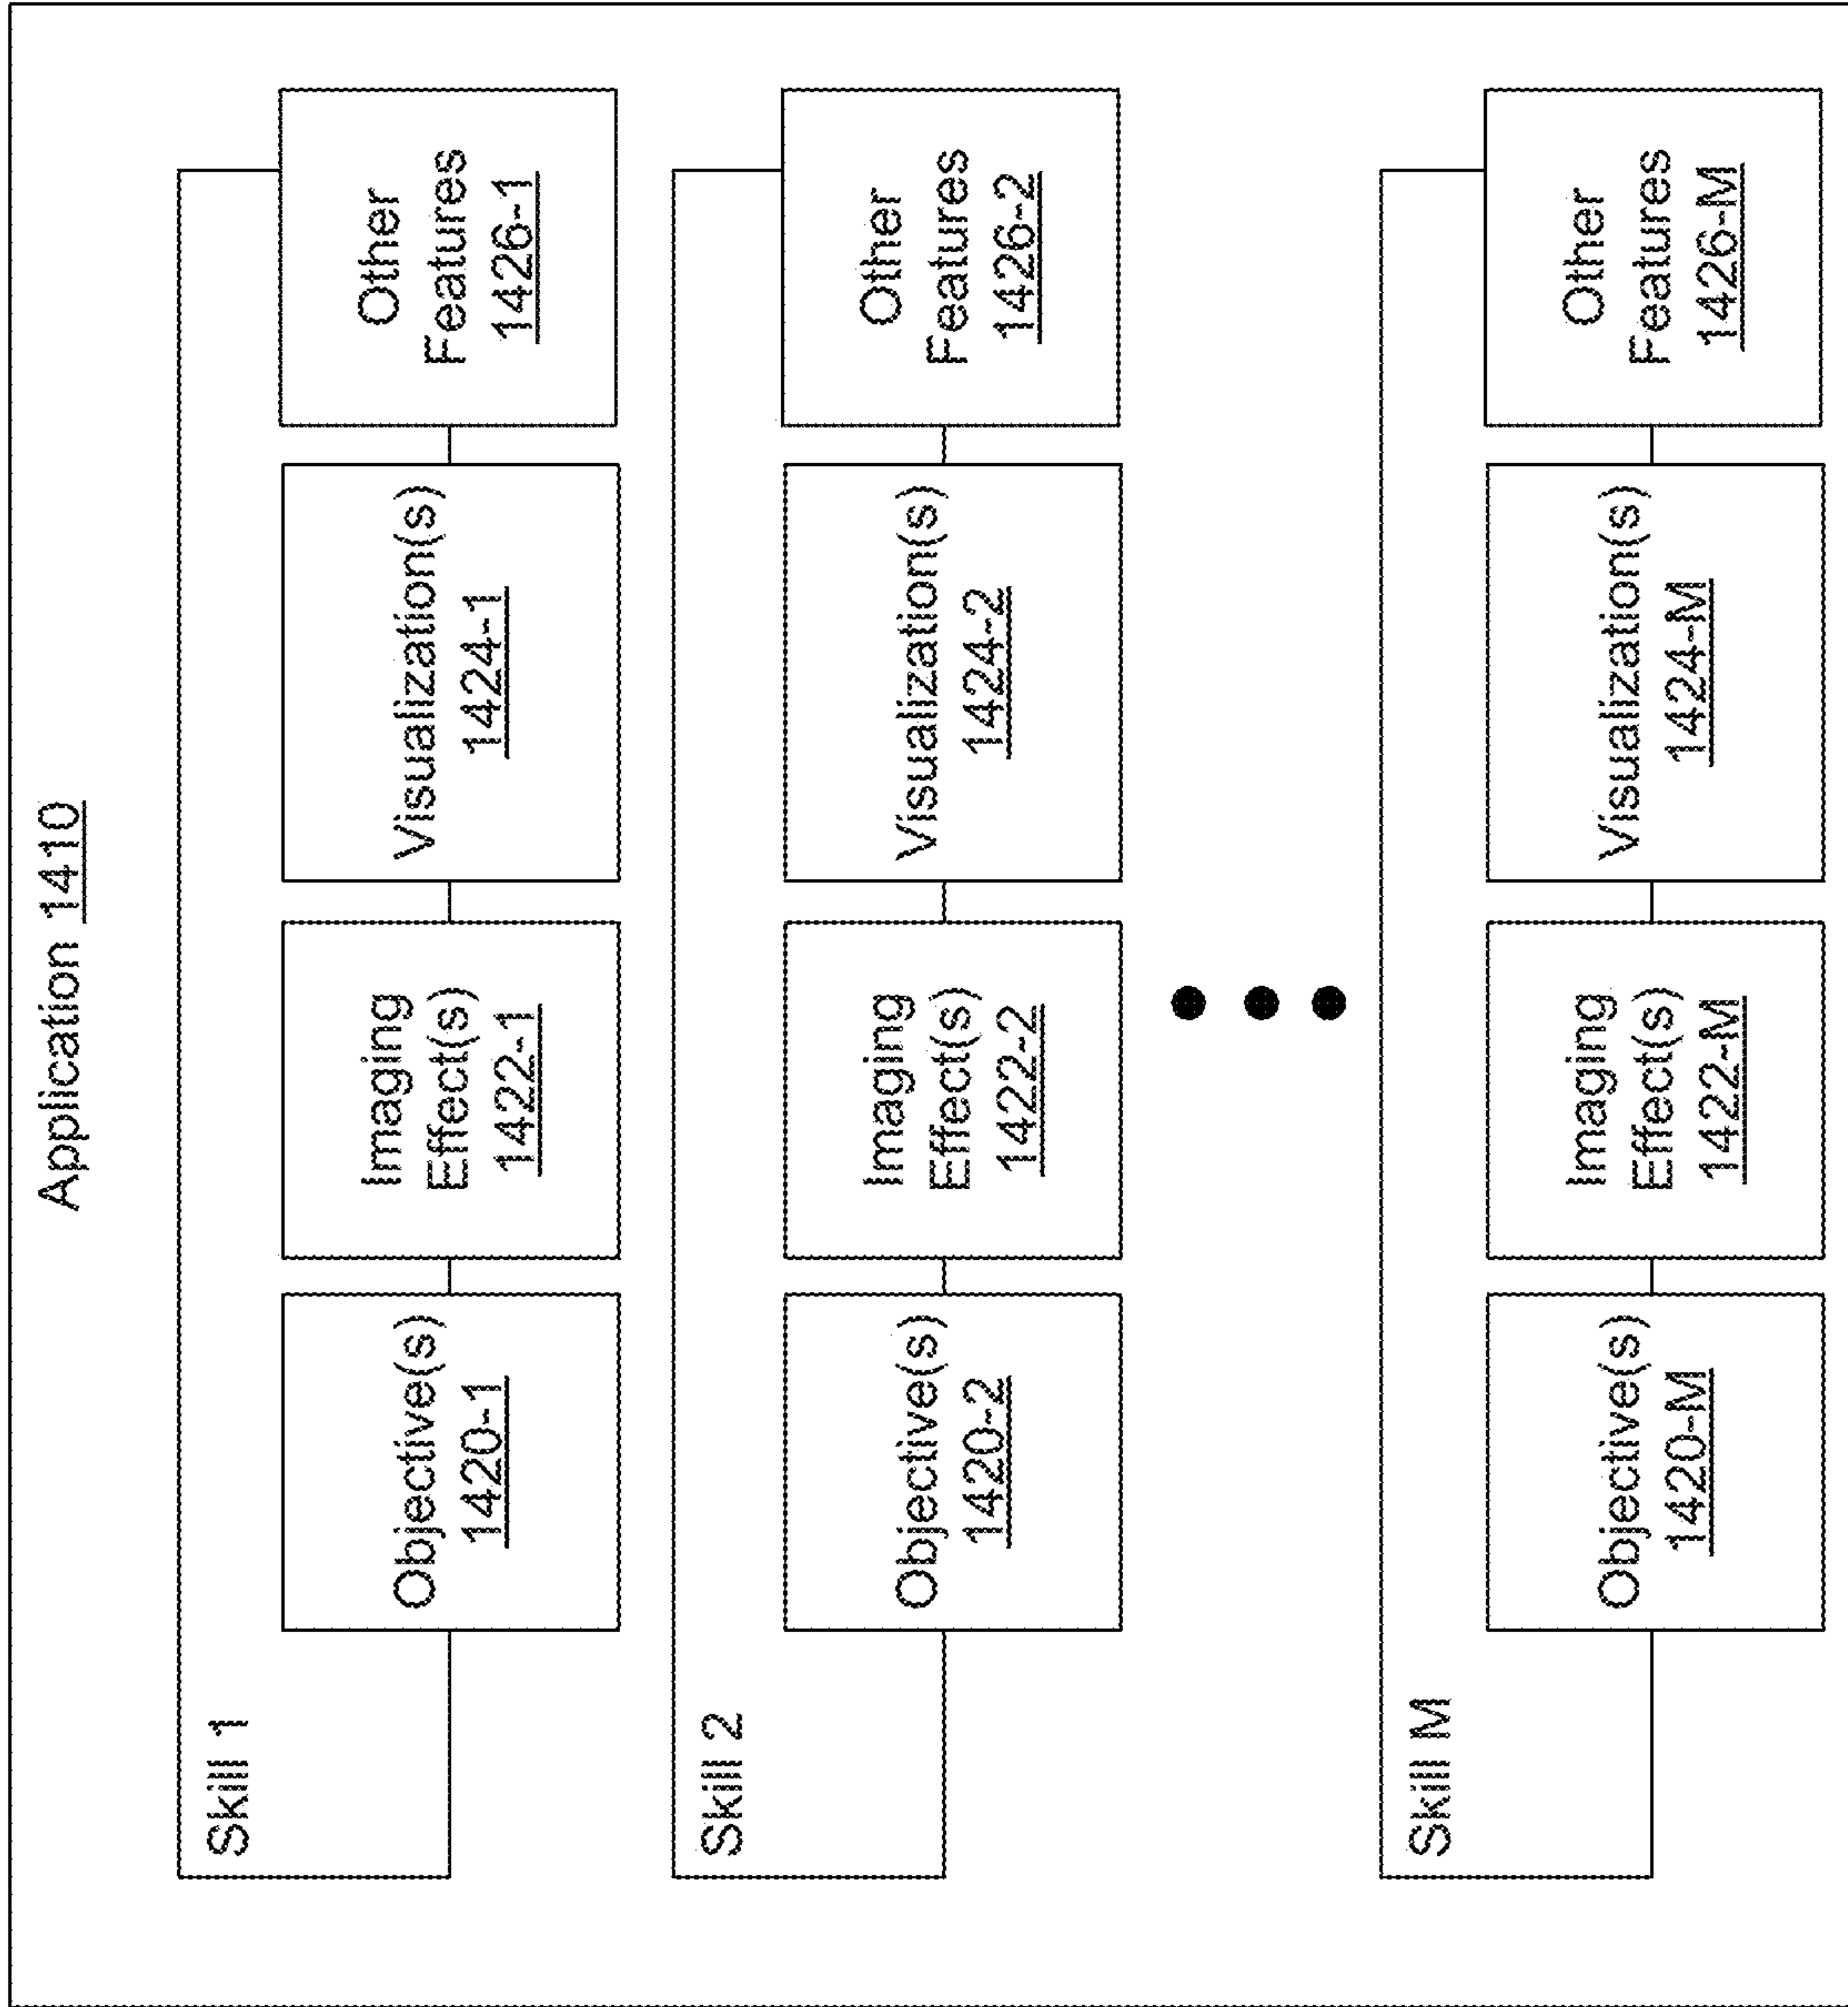 Application 1410
Skill 1
Objective(s)
1420-1
Imaging
Effect(s)
1422-1
Visualization(s)
1424-1
Other
Features
1426-1
Skill 2
Objective(s)
1420-2
Imaging
Effect(s)
1422-2
Visualization(s)
1424-2
Other
Features
1426-2
Skill M
Objective(s)
1420-M
Imaging
Effect(s)
1422-M
Visualization(s)
1424-M
Other
Features
1426-M